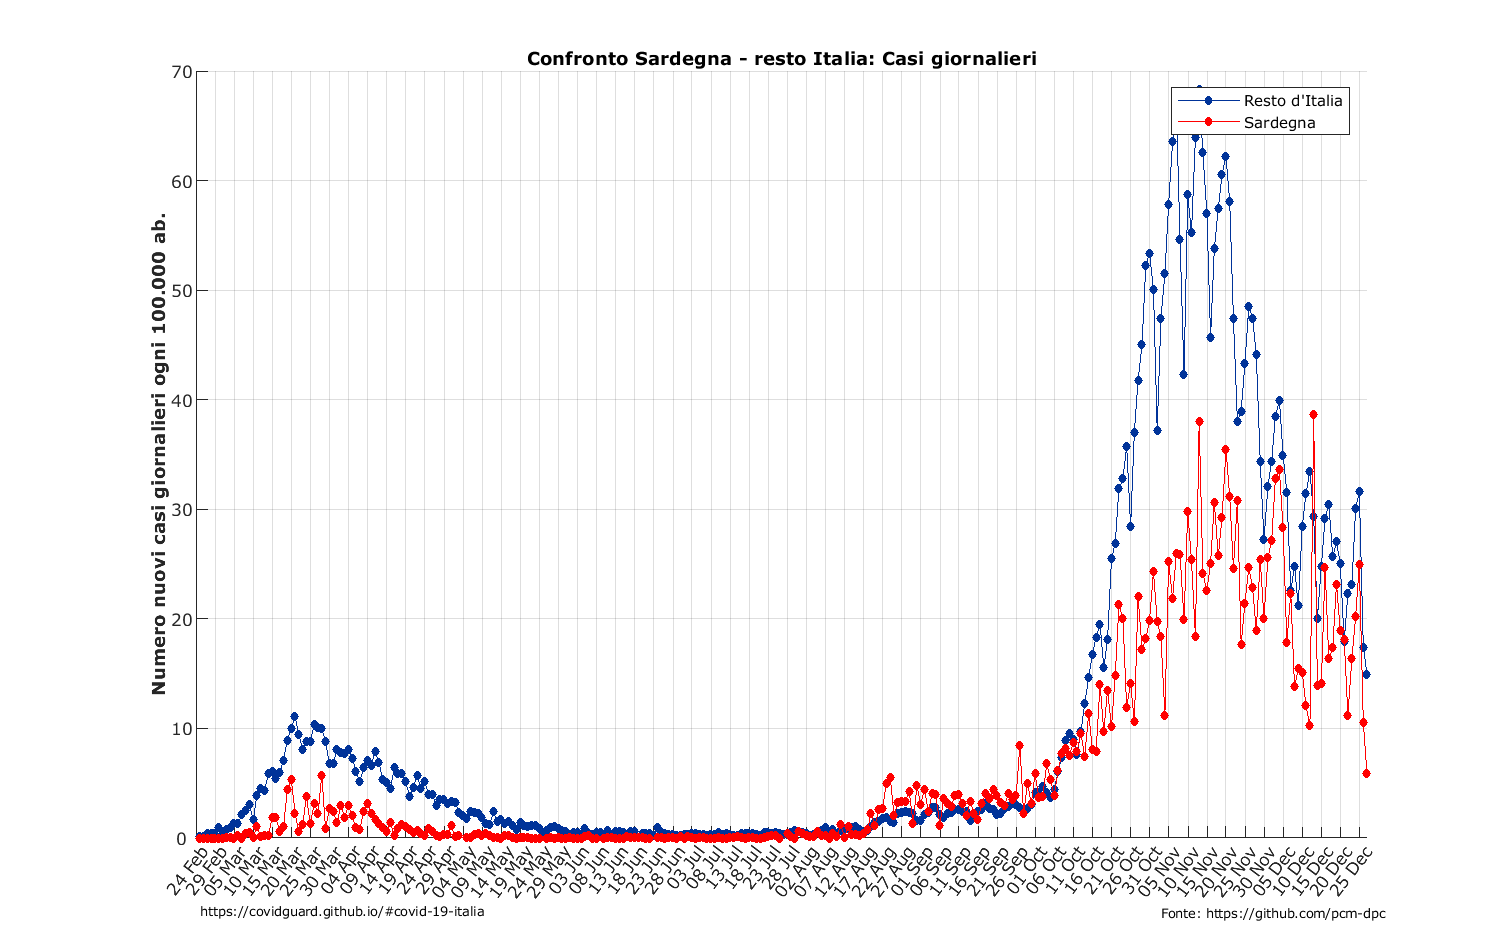 Confronto Sardegna - resto Italia: Casi giornalieri
Resto d'Italia
Sardegna
Numero nuovi casi giornalieri ogni 100.000 ab.
70
60
50
40
30
20
10
0
24 Feb
29 Feb
05 Mar
10 Mar
15 Mar
20 Mar
25 Mar
30 Mar
04 Apr
09 Apr
14 Apr
19 Apr
24 Apr
29 Apr
04 May
09 May
14 May
19 May
24 May
29 May
03 Jun
08 Jun
13 Jun
18 Jun
23 Jun
28 Jun
03 Jul
08 Jul
13 Jul
18 Jul
23 Jul
28 Jul
02 Aug
07 Aug
12 Aug
17 Aug
22 Aug
27 Aug
01 Sep
06 Sep
11 Sep
16 Sep
21 Sep
26 Sep
01 Oct
06 Oct
11 Oct
16 Oct
21 Oct
26 Oct
31 Oct
05 Nov
10 Nov
15 Nov
20 Nov
25 Nov
30 Nov
05 Dec
10 Dec
15 Dec
20 Dec
25 Dec
https://covidguard.github.io/#covid-19-italia
Fonte: https://github.com/pcm-dpc